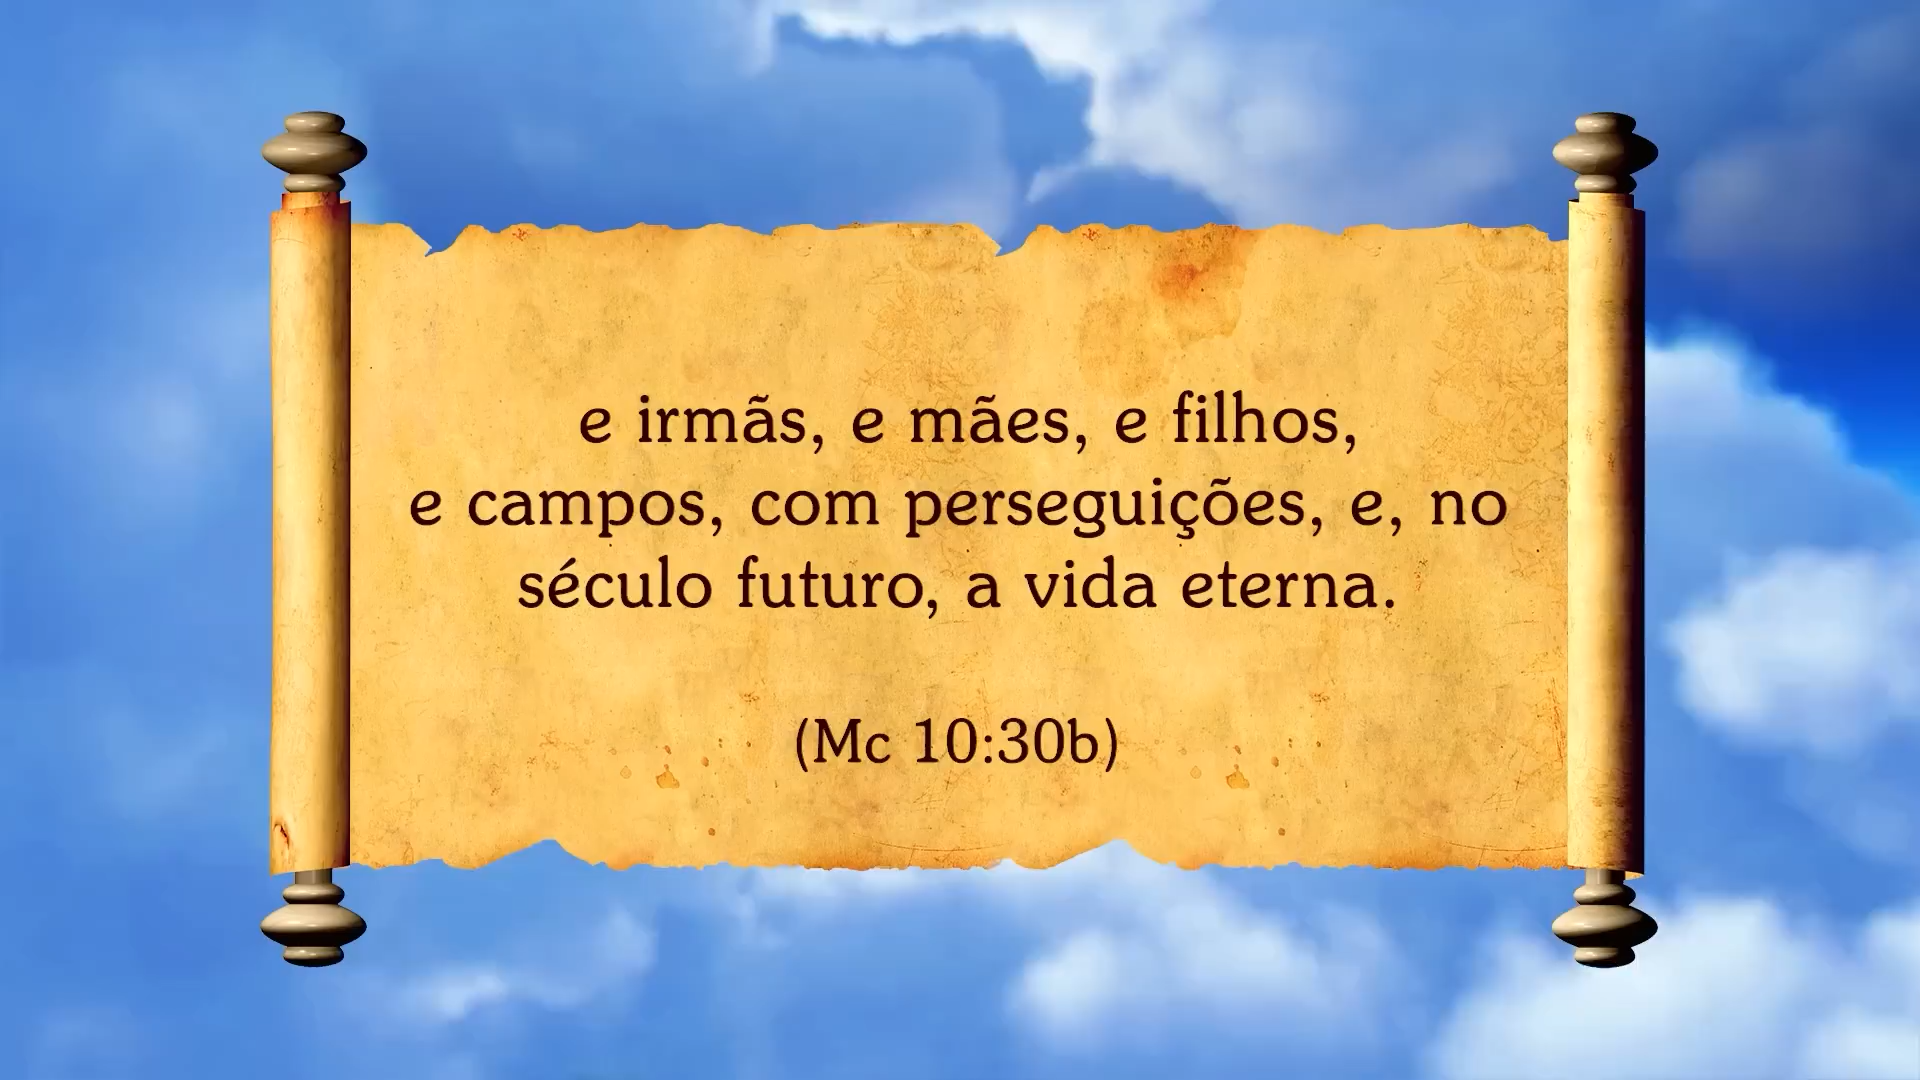 e irmãs, e mães, e filhos,
e campos, com perseguições, e, no
século futuro, a vida eterna.
(Mc 10:30b)